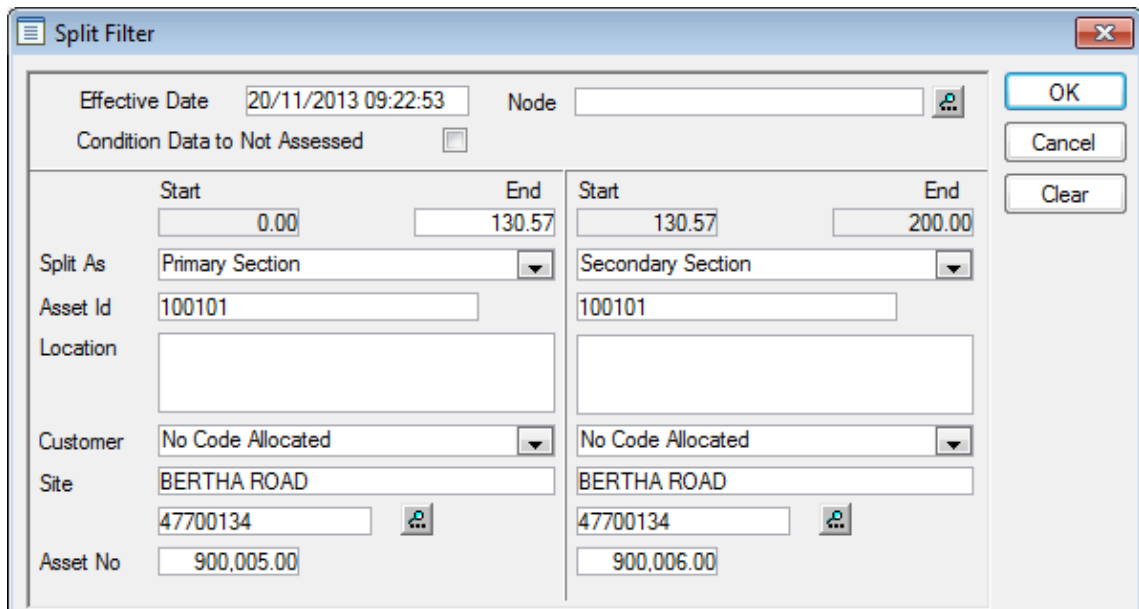 Split Filter
Effective Date 20/11/2013 09:22:53 Node
OK
Condition Data to Not Assessed
Cancel
Start End Start End
Clear
0.00 130.57 130.57 200.00
Split As Primary Section Secondary Section
Asset Id 100101 100101
Location
Customer No Code Allocated No Code Allocated
Site BERTHA ROAD BERTHA ROAD
47700134 47700134
Asset No 900,005.00 900,006.00